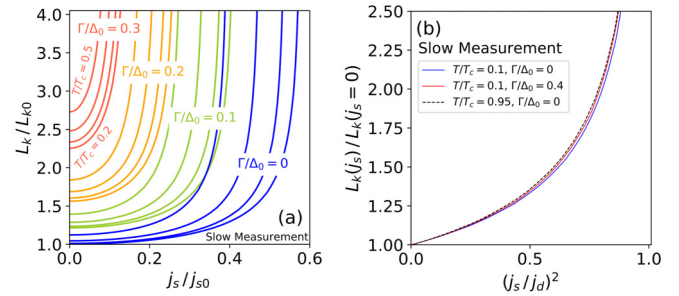 4.0
3.5
3.0
2.5
2.0
1.5
1.0
L_k / L_{k0}
0.0
0.2
0.4
0.6
j_s / j_{s0}
Γ/Δ_0 = 0.3
T/T_c = 0.5
T/T_c = 0.2
Γ/Δ_0 = 0.2
Γ/Δ_0 = 0.1
Γ/Δ_0 = 0
(a)
Slow Measurement
(b)
2.50
2.25
2.00
1.75
1.50
1.25
1.00
L_k(j_s) / L_k(j_s = 0)
Slow Measurement
T/T_c = 0.1, Γ/Δ_0 = 0
T/T_c = 0.1, Γ/Δ_0 = 0.4
T/T_c = 0.95, Γ/Δ_0 = 0
0.0
0.5
1.0
(j_s / j_d)^2